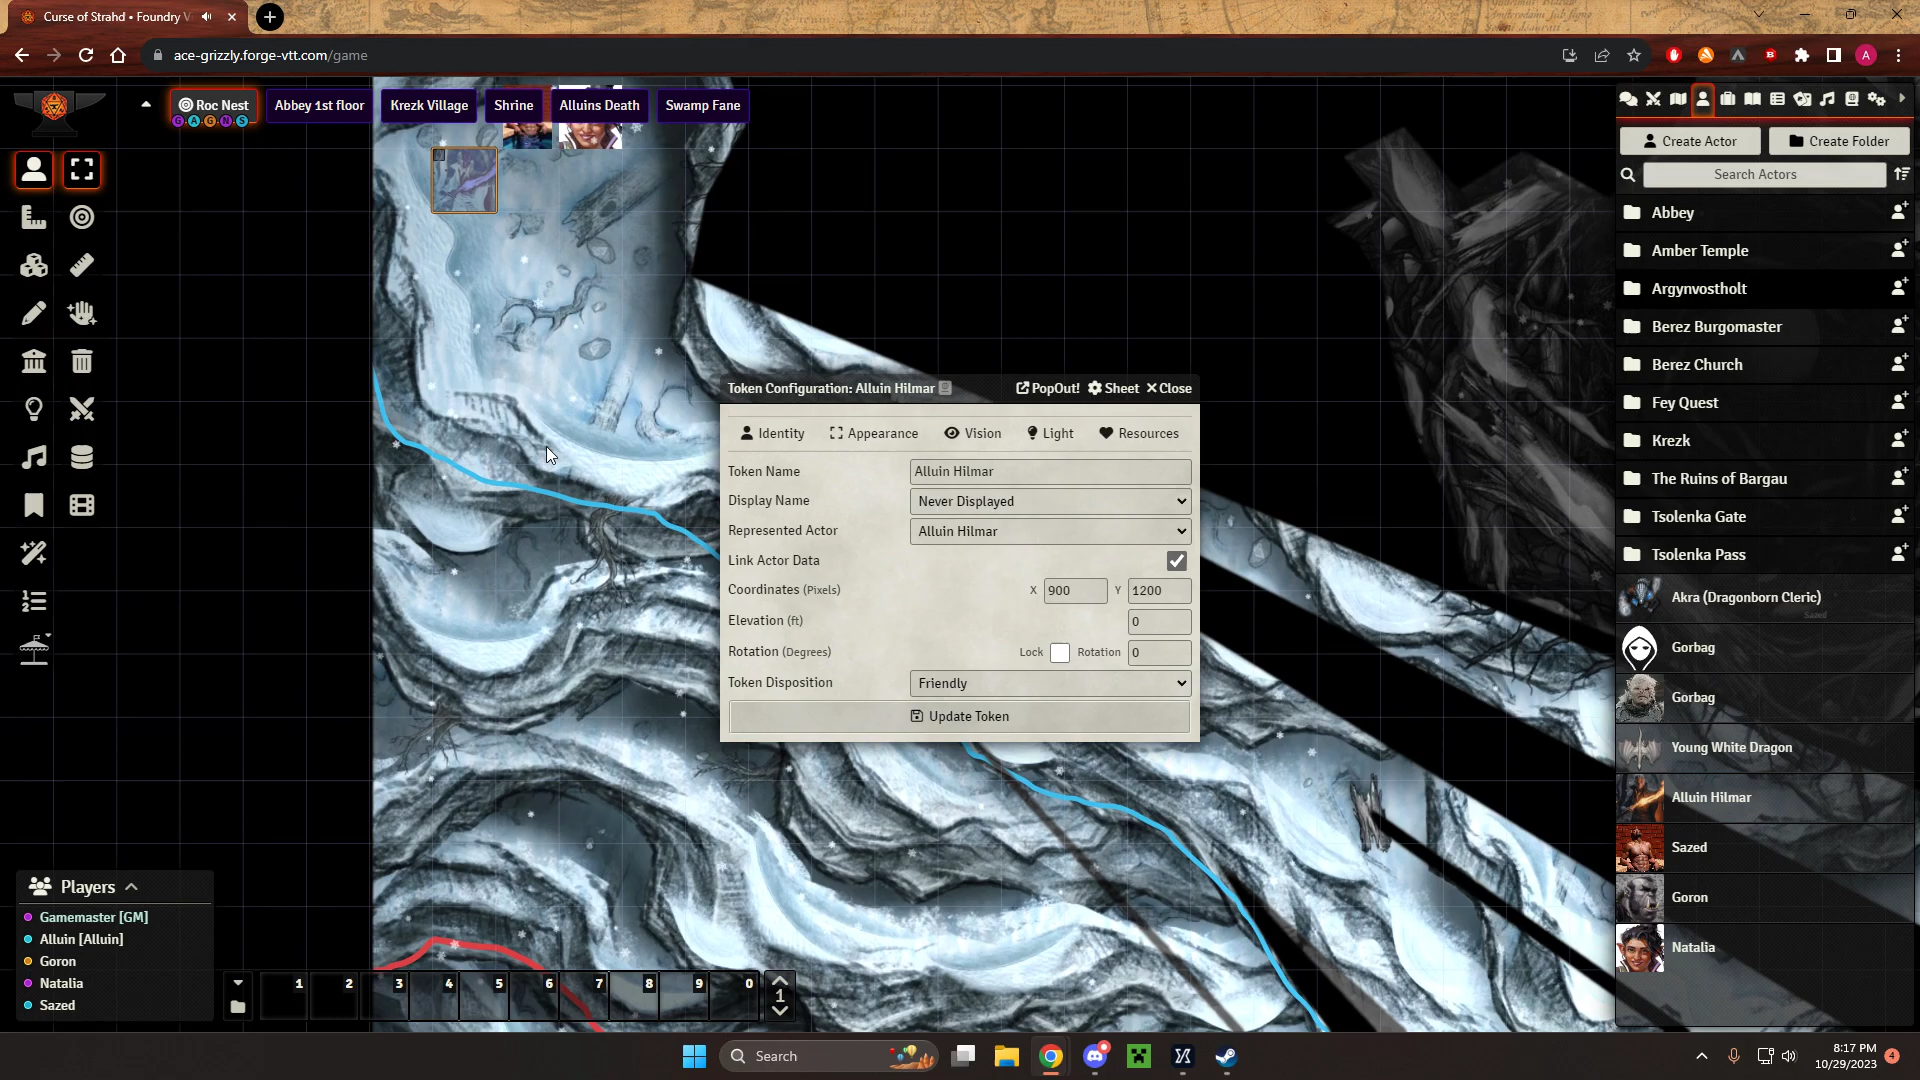 Curse of Strahd • Foundry V
ace-grizzly.forge-vtt.com/game
Roc Nest
G A G N S
Abbey 1st floor
Krezk Village
Shrine
Alluins Death
Swamp Fane
Create Actor
Create Folder
Search Actors
Abbey
Amber Temple
Argynvostholt
Berez Burgomaster
Berez Church
Fey Quest
Krezk
The Ruins of Bargau
Tsolenka Gate
Tsolenka Pass
Akra (Dragonborn Cleric)
Sazed
Gorbag
Gorbag
Young White Dragon
Alluin Hilmar
Sazed
Goron
Natalia
Token Configuration: Alluin Hilmar
PopOut!
Sheet
Close
Identity
Appearance
Vision
Light
Resources
Token Name
Alluin Hilmar
Display Name
Never Displayed
Represented Actor
Alluin Hilmar
Link Actor Data
Coordinates (Pixels)
X 900 Y 1200
Elevation (ft)
0
Rotation (Degrees)
Lock Rotation 0
Token Disposition
Friendly
Update Token
Players
Gamemaster [GM]
Alluin [Alluin]
Goron
Natalia
Sazed
1 2 3 4 5 6 7 8 9 0
1
Search
8:17 PM
10/29/2023
4
A